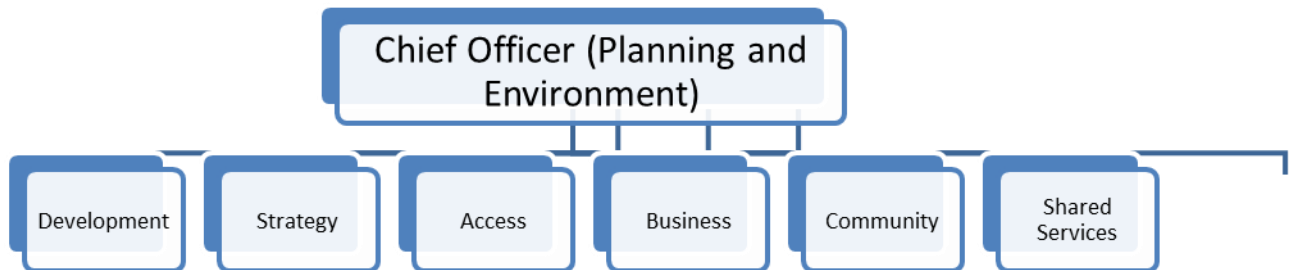 Chief Officer (Planning and
Environment)
Development
Strategy
Access
Business
Community
Shared
Services